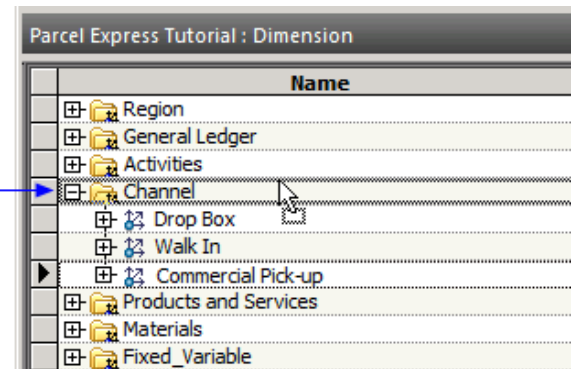 Parcel Express Tutorial : Dimension
Name
Region
General Ledger
Activities
Channel
Drop Box
Walk In
Commercial Pick-up
Products and Services
Materials
Fixed_Variable